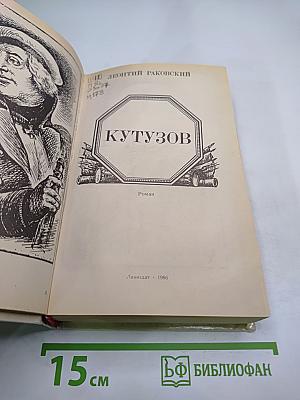 ЛЕОНТИЙ РАКОВСКИЙ
КУТУЗОВ
Роман
Лениздат · 1986
15 см
БФ БИБЛИОФАН